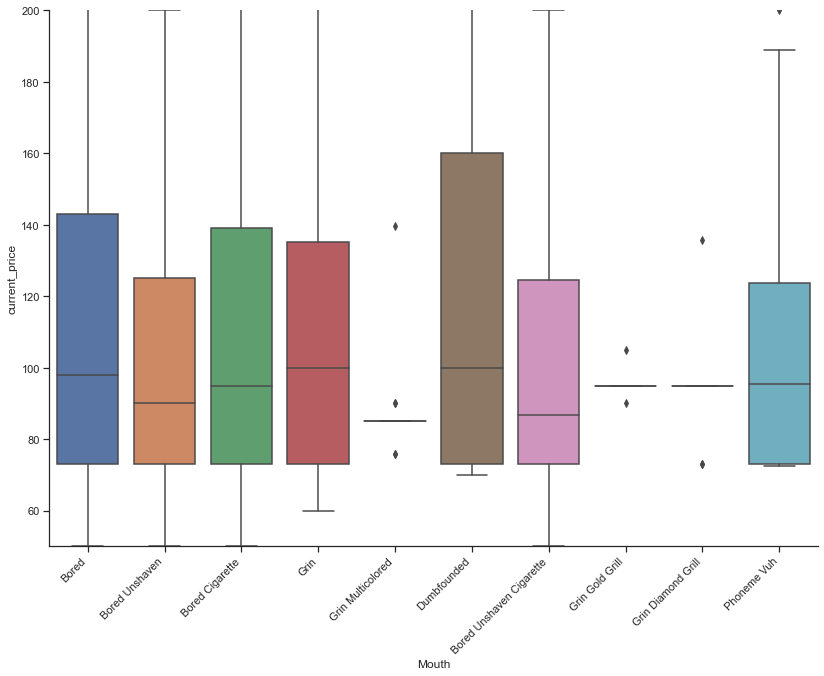 200
180
160
140
120
100
80
60
current_price
Bored
Bored Unshaven
Bored Cigarette
Grin
Grin Multicolored
Dumbfounded
Bored Unshaven Cigarette
Grin Gold Grill
Grin Diamond Grill
Phoneme Vuh
Mouth